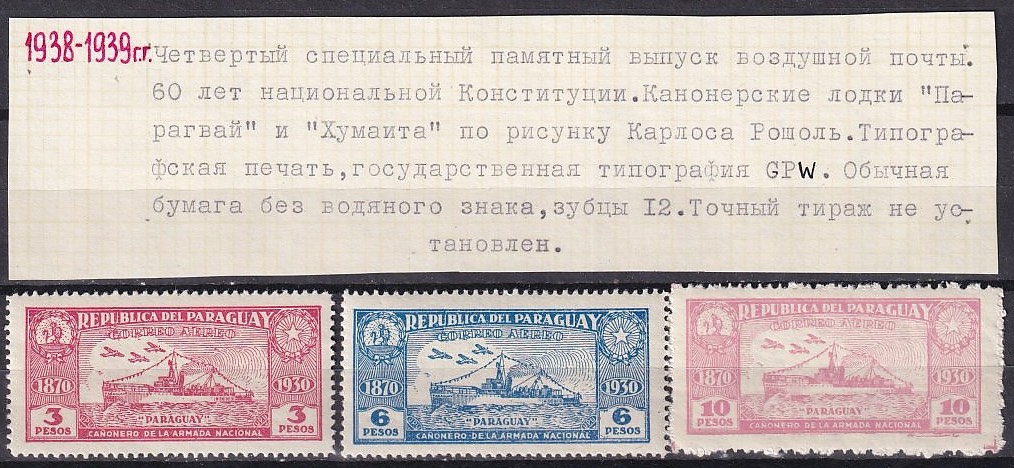 1938-1939г.г. Четвертый специальный памятный выпуск воздушной почты.
60 лет национальной Конституции. Канонерские лодки "Па-
рагвай" и "Хумаита" по рисунку Карлоса Рошоль. Типогра-
фская печать, государственная типография GPW. Обычная
бумага без водяного знака, зубцы I2. Точный тираж не ус-
тановлен.
REPUBLICA DEL PARAGUAY
CORREO AEREO
1870 1930
3 "PARAGUAY" 3
PESOS PESOS
CAÑONERO DE LA ARMADA NACIONAL
REPUBLICA DEL PARAGUAY
CORREO AEREO
1870 1930
6 "PARAGUAY" 6
PESOS PESOS
CAÑONERO DE LA ARMADA NACIONAL
REPUBLICA DEL PARAGUAY
CORREO AEREO
1870 1930
10 "PARAGUAY" 10
PESOS PESOS
CAÑONERO DE LA ARMADA NACIONAL